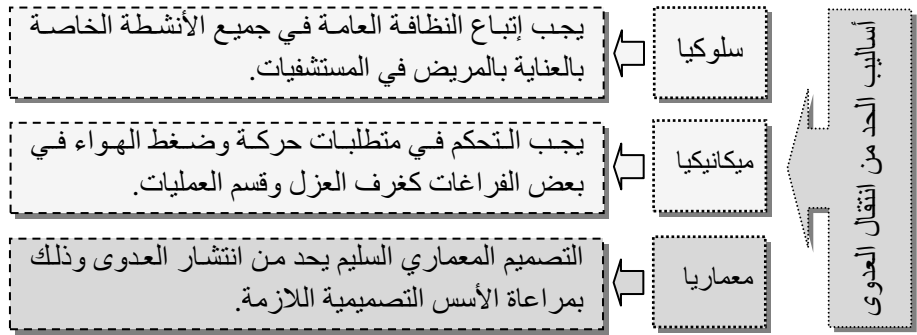 أساليب الحد من انتقال العدوى
سلوكيا
يجب إتباع النظافة العامة في جميع الأنشطة الخاصة
بالعناية بالمريض في المستشفيات.
ميكانيكيا
يجب التحكم في متطلبات حركة وضغط الهواء في
بعض الفراغات كغرف العزل وقسم العمليات.
معماريا
التصميم المعماري السليم يحد من انتشار العدوى وذلك
بمراعاة الأسس التصميمية اللازمة.